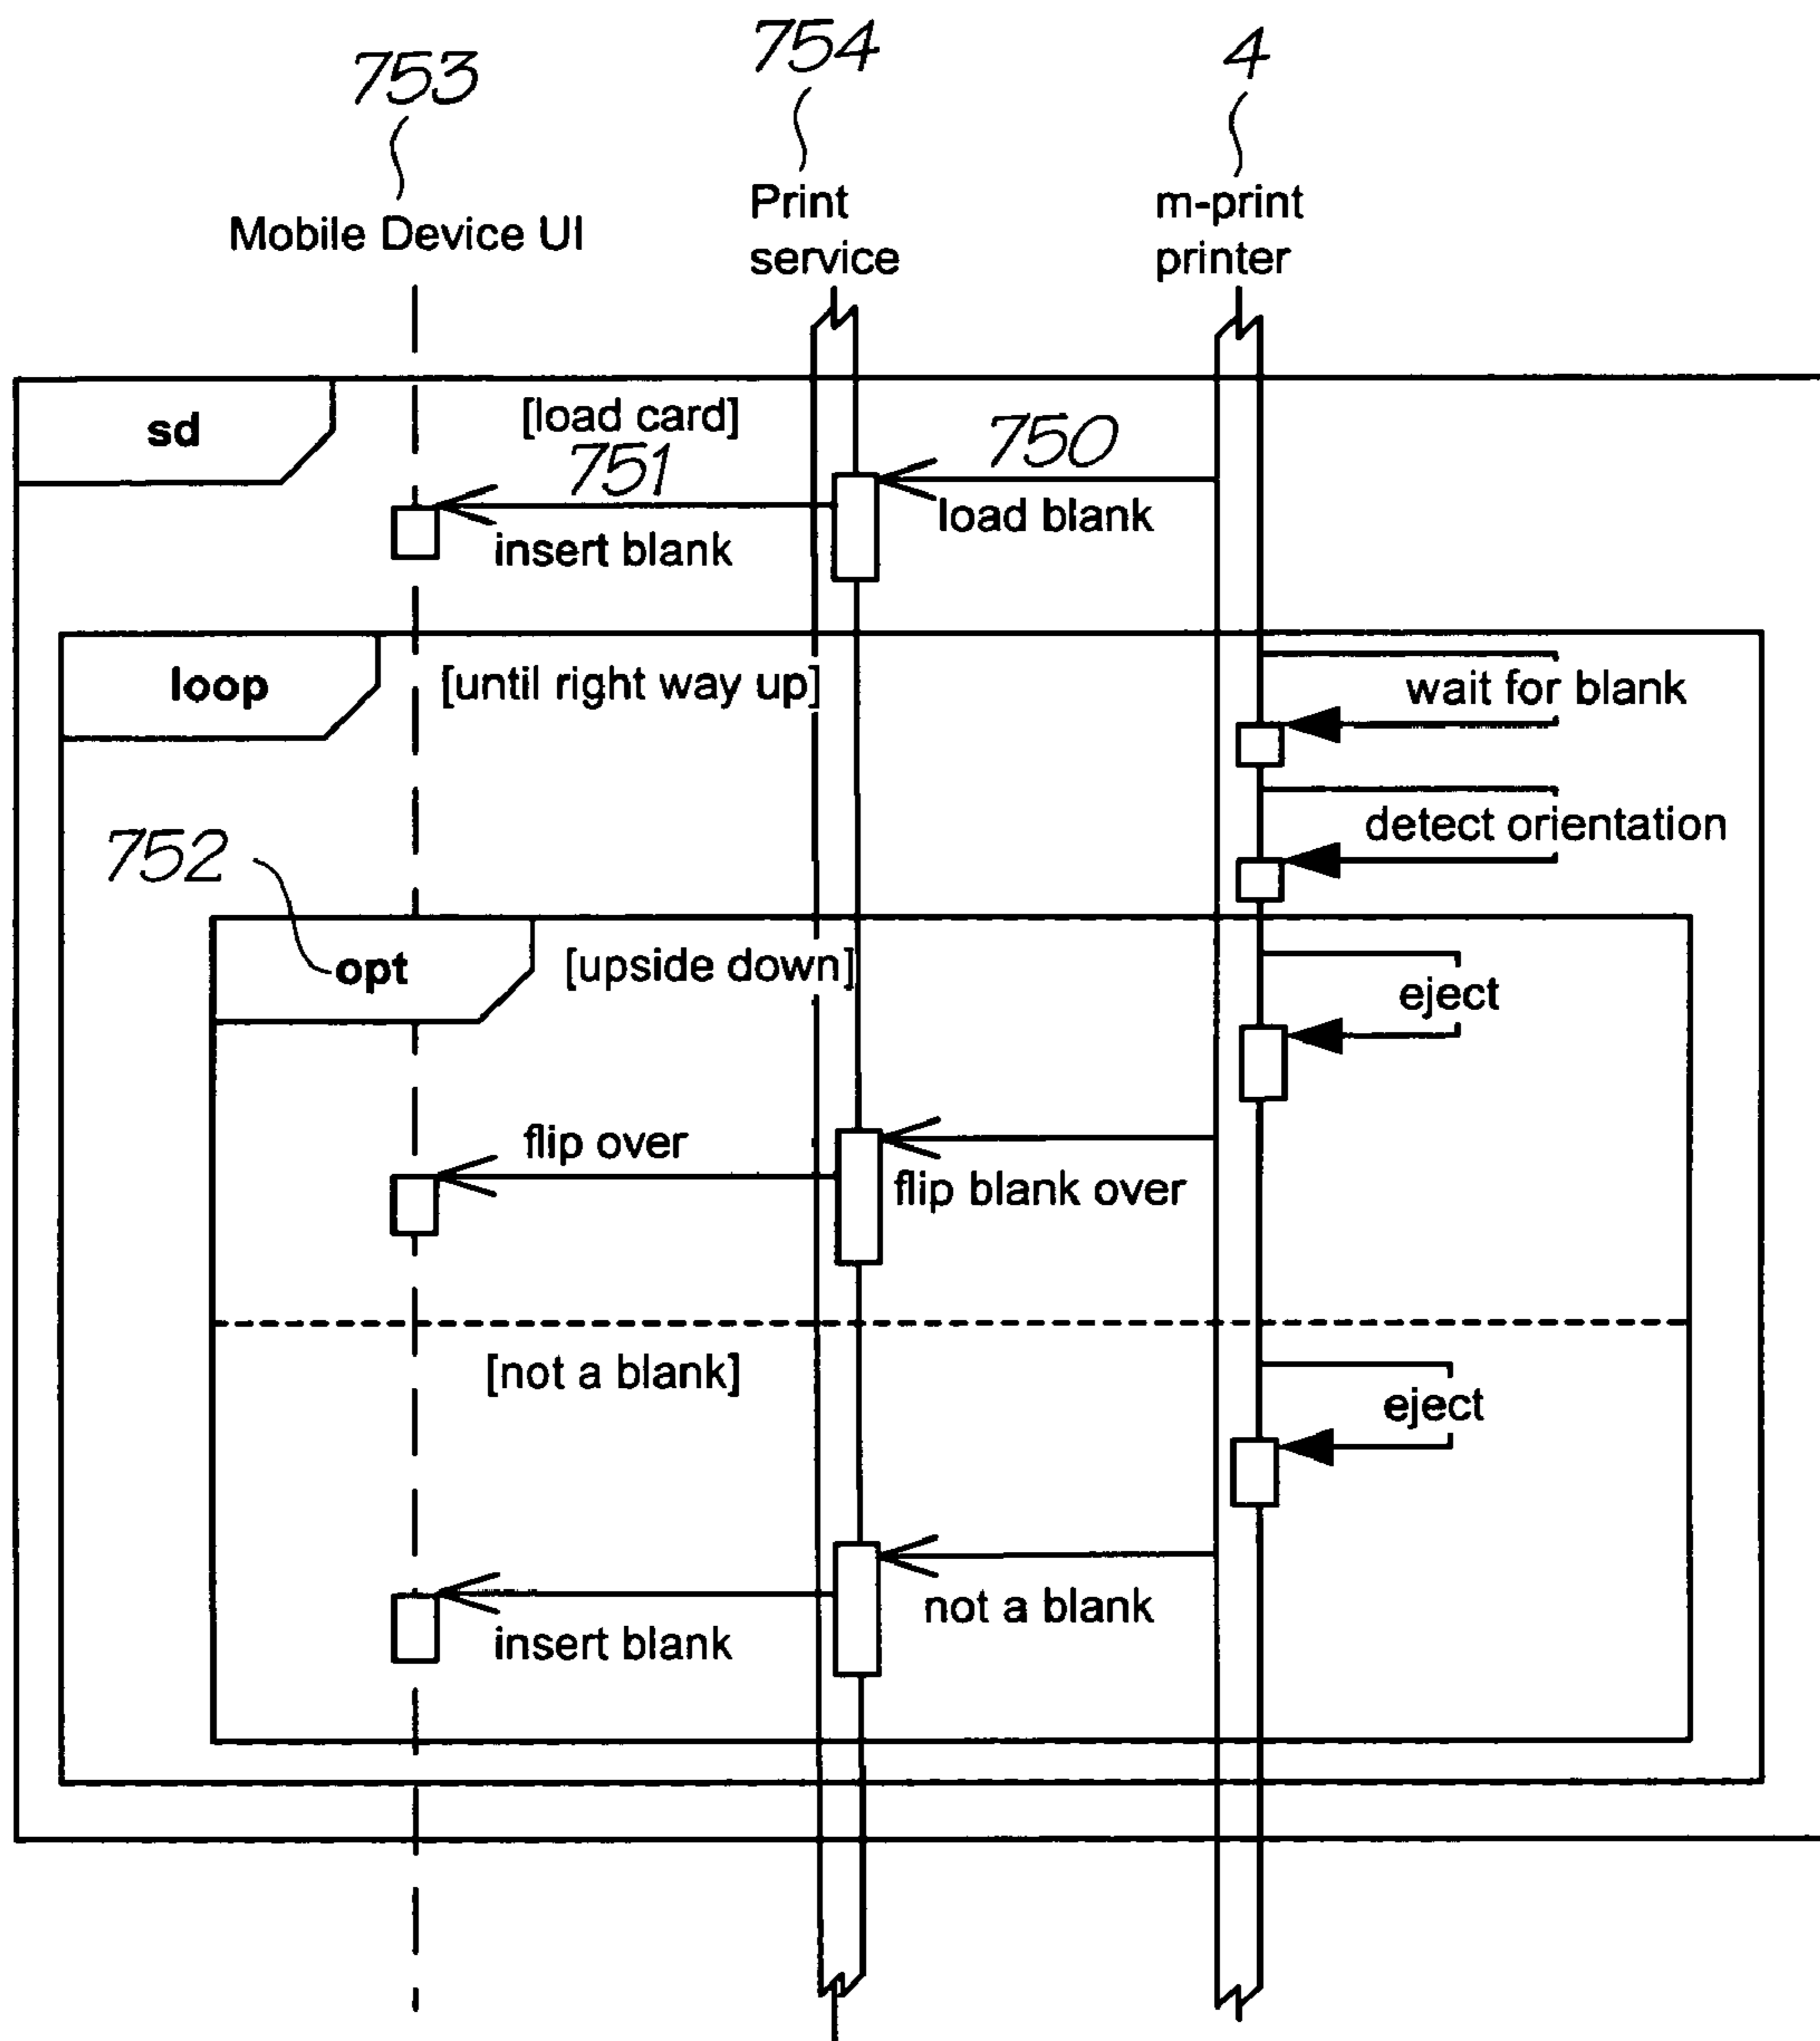 753
754
4
Mobile Device UI
Print
service
m-print
printer
sd
[load card]
750
751
load blank
insert blank
loop
[until right way up]
wait for blank
detect orientation
752
opt
[upside down]
eject
flip over
flip blank over
[not a blank]
eject
not a blank
insert blank